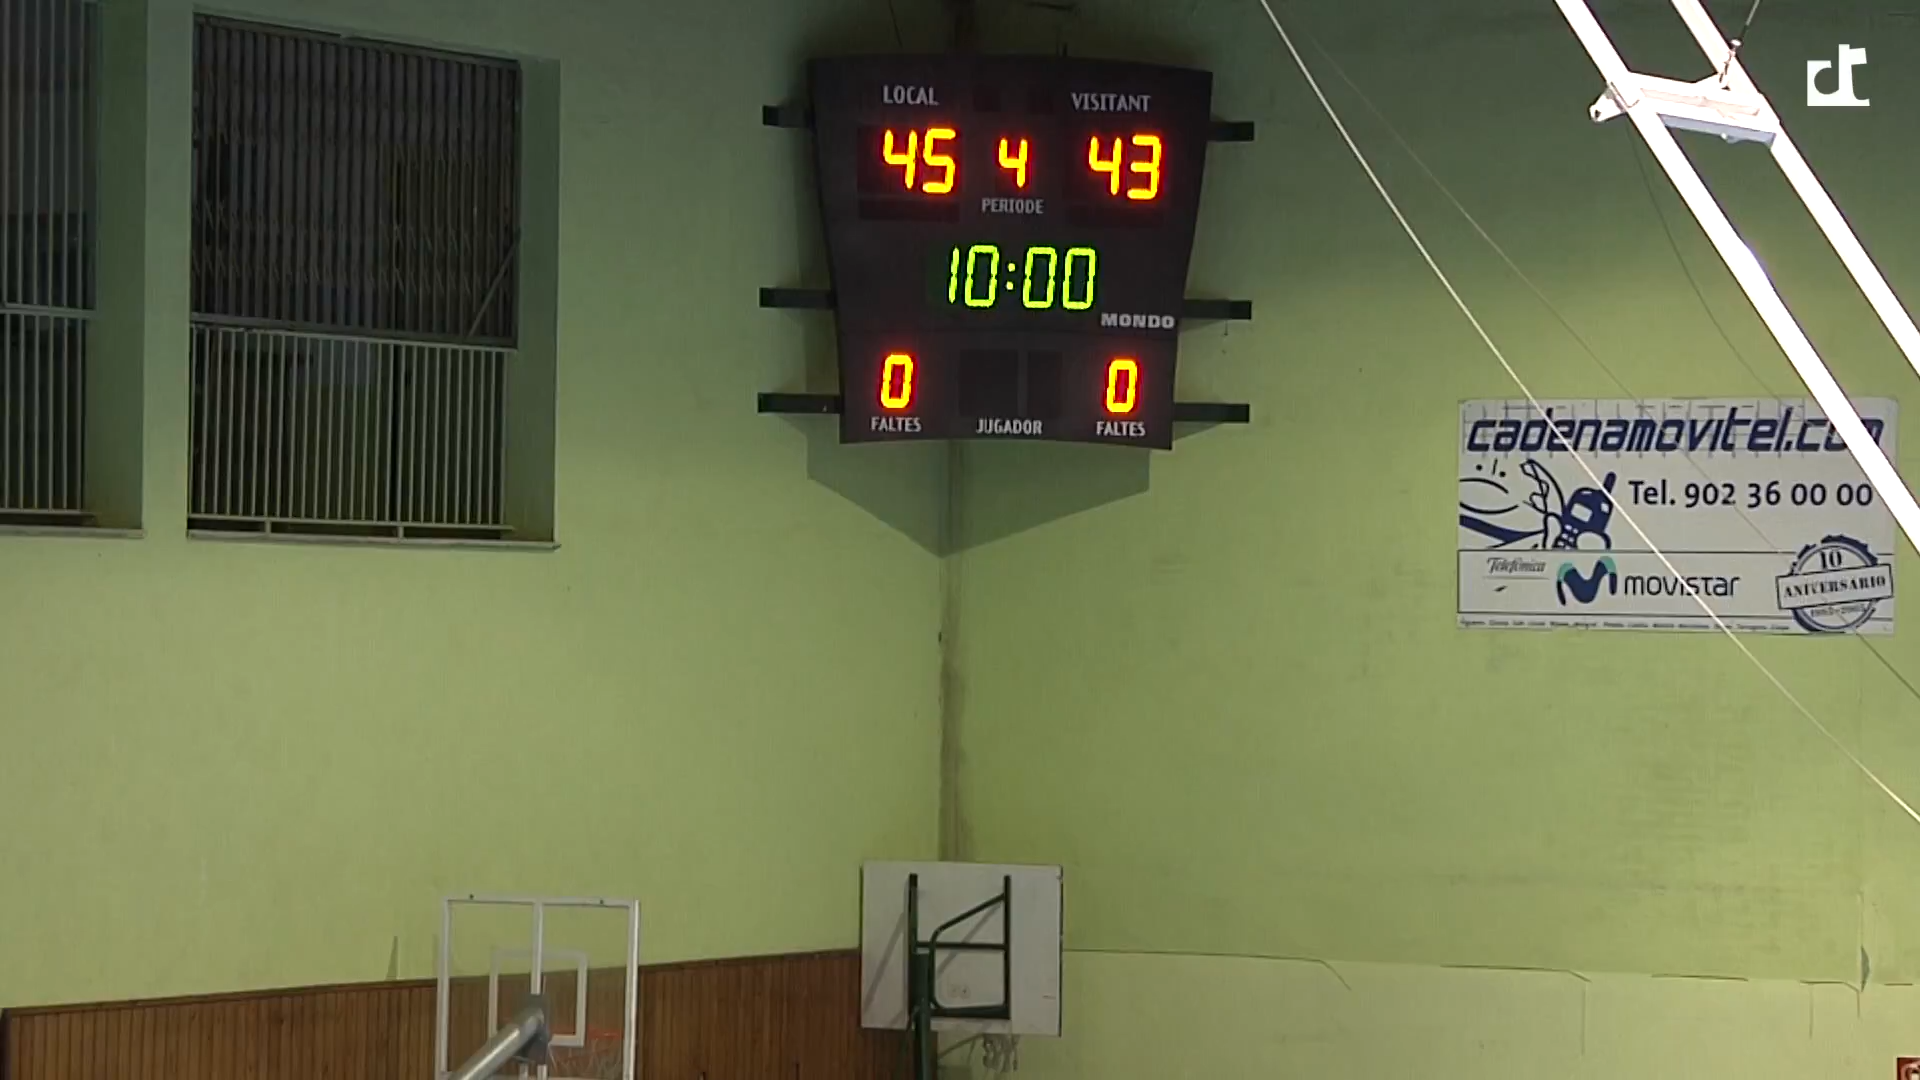 LOCAL VISITANT
45 4 43
PERIODE
10:00
MONDO
0 0
FALTES JUGADOR FALTES
cadenamovitel.com
Tel. 902 36 00 00
Telefónica movistar
10
ANIVERSARIO
dt